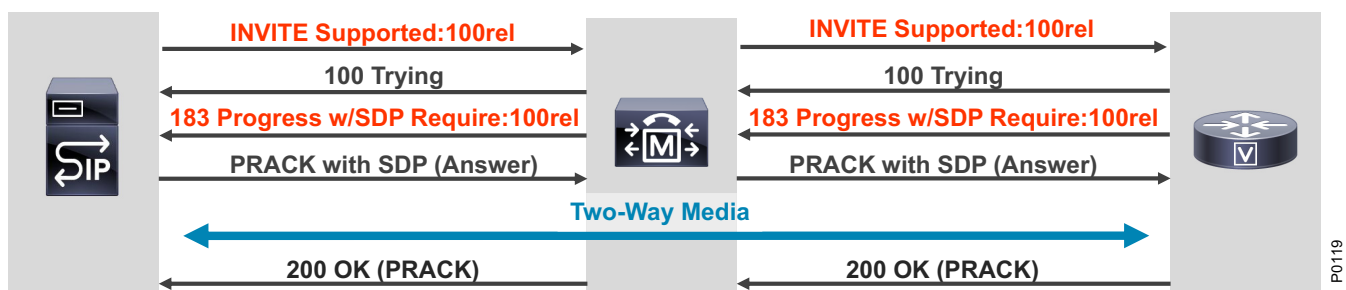 INVITE Supported:100rel
INVITE Supported:100rel
100 Trying
100 Trying
183 Progress w/SDP Require:100rel
183 Progress w/SDP Require:100rel
SIP
M
V
PRACK with SDP (Answer)
PRACK with SDP (Answer)
Two-Way Media
200 OK (PRACK)
200 OK (PRACK)
P0119